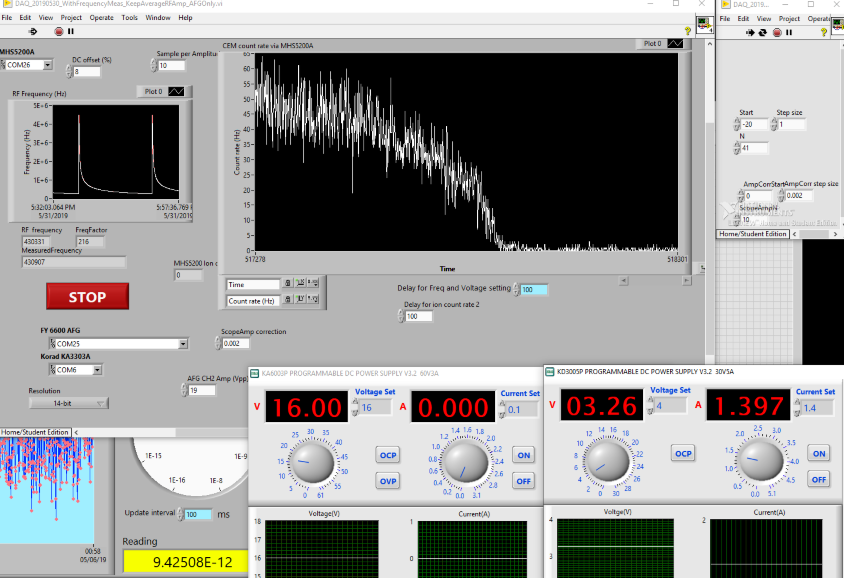 DAQ_20190530_WithFrequencyMeas_KeepAverageRFAmp_AFGOnly.vi
File Edit View Project Operate Tools Window Help
MHS5200A
COM26
DC offset (%)
8
Sample per Amplitu
10
RF Frequency (Hz)
Plot 0
5E+6
4E+6
3E+6
2E+6
1E+6
0
Frequency (Hz)
5:32:03.064 PM
5/31/2019
5:57:36.769
5/31/201
RF frequency
430331
FreqFactor
216
MeasuredFrequency
430907
MHS5200 Ion c
0
STOP
FY 6600 AFG
COM25
Korad KA3303A
COM6
Resolution
14-bit
ScopeAmp correction
0.002
AFG CH2 Amp (Vpp)
19
Home/Student Edition
CEM count rate via MHS5200A
Plot 0
65
60
55
50
45
40
35
30
25
20
15
10
5
0
Count rate (Hz)
517278
518301
Time
Time
Count rate (Hz)
Delay for Freq and Voltage setting
100
Delay for ion count rate 2
100
DAQ_2019...
File Edit View Project Operate
Start
-20
Step size
1
N
41
AmpCorrStart
0
AmpCorr step size
0.002
ScopeAmpN
10
Home/Student Edition
KA6003P PROGRAMMABLE DC POWER SUPPLY V3.2 60V3A
V 16.00
Voltage Set
16
A 0.000
Current Set
0.1
0 5 10 15 20 25 30 35 40 45 50 55 61
OCP
OVP
0.0 0.2 0.4 0.6 0.8 1.0 1.2 1.4 1.6 1.8 2.0 2.2 2.4 2.6 2.8 3.1
ON
OFF
Voltage(V)
18
17
16
15
Current(A)
1
0
KD3005P PROGRAMMABLE DC POWER SUPPLY V3.2 30V5A
V 03.26
Voltage Set
4
A 1.397
Current Set
1.4
0 2 4 6 8 10 12 14 16 18 20 22 24 26 28 30
OCP
0.0 0.5 1.0 1.5 2.0 2.5 3.0 3.5 4.0 4.5 5.1
ON
OFF
Voltge(V)
4
3
Current(A)
2
00:58
05/06/19
1E-15
1E-16
1E-8
1E-9
Update interval
100
ms
Reading
9.42508E-12